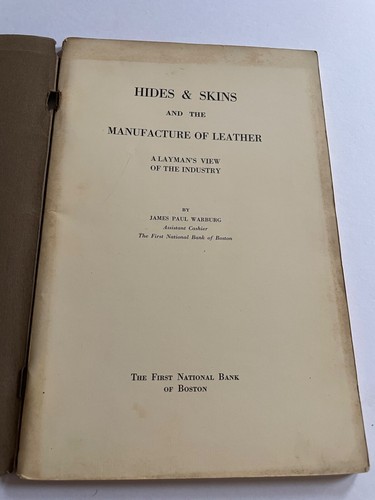 HIDES & SKINS
AND THE
MANUFACTURE OF LEATHER
A LAYMAN'S VIEW
OF THE INDUSTRY
BY
JAMES PAUL WARBURG
Assistant Cashier
The First National Bank of Boston
THE FIRST NATIONAL BANK
OF BOSTON